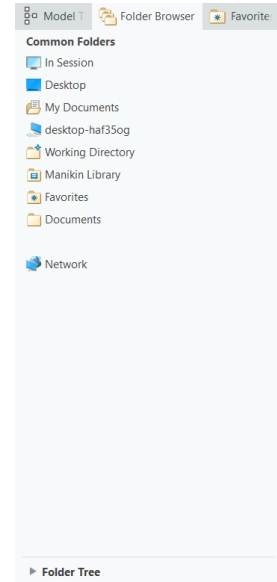 Model T Folder Browser Favorite
Common Folders
In Session
Desktop
My Documents
desktop-haf35og
Working Directory
Manikin Library
Favorites
Documents
Network
Folder Tree